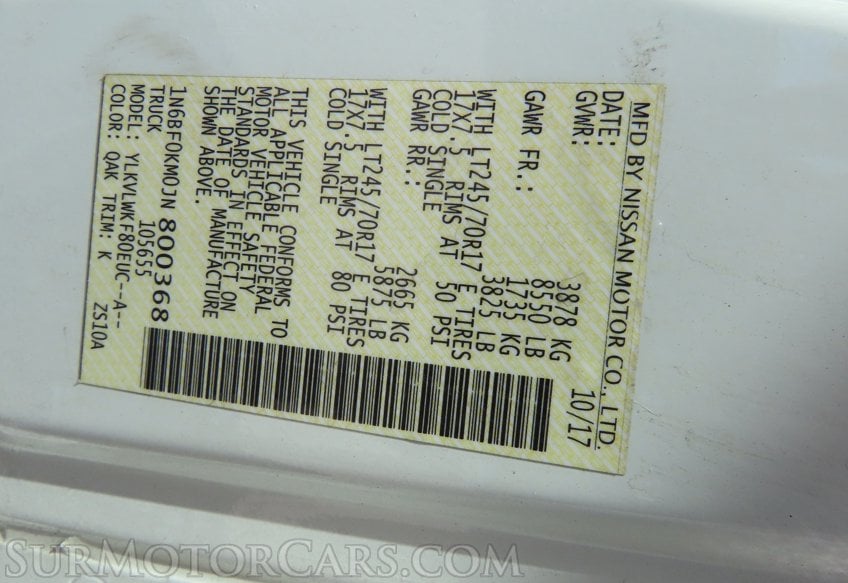 MFD BY NISSAN MOTOR CO., LTD.
DATE: 10/17
GVWR: 3878 KG
8550 LB
GAWR FR.: 1735 KG
3825 LB
WITH LT245/70R17 E TIRES
17X7.5 RIMS AT 50 PSI
COLD SINGLE
GAWR RR.: 2665 KG
5875 LB
WITH LT245/70R17 E TIRES
17X7.5 RIMS AT 80 PSI
COLD SINGLE
THIS VEHICLE CONFORMS TO
ALL APPLICABLE FEDERAL
MOTOR VEHICLE SAFETY
STANDARDS IN EFFECT ON
THE DATE OF MANUFACTURE
SHOWN ABOVE.
1N6BF0KM0JN 800368
TRUCK 105655
MODEL: YLKVLWKF80EUC--A--
COLOR: QAK TRIM: K ZS10A
SurMotorCars.com